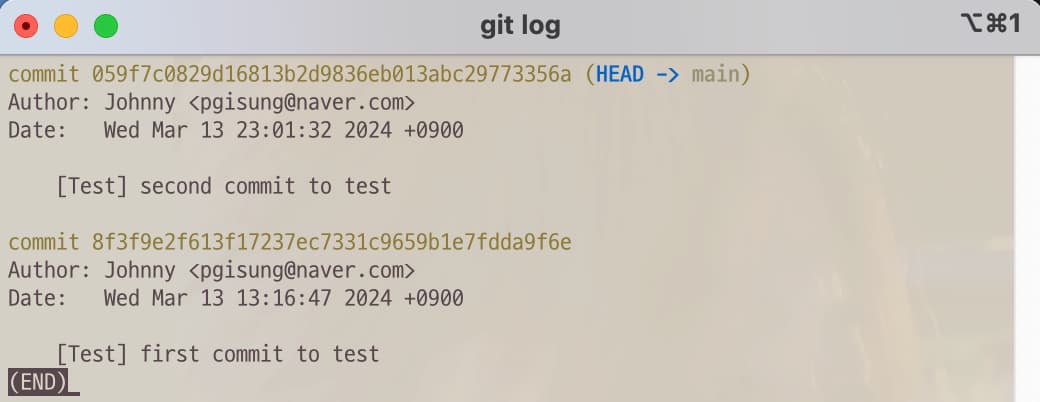 git log
⌥⌘1
commit 059f7c0829d16813b2d9836eb013abc29773356a (HEAD -> main)
Author: Johnny <pgisung@naver.com>
Date:   Wed Mar 13 23:01:32 2024 +0900
[Test] second commit to test
commit 8f3f9e2f613f17237ec7331c9659b1e7fdda9f6e
Author: Johnny <pgisung@naver.com>
Date:   Wed Mar 13 13:16:47 2024 +0900
[Test] first commit to test
(END)